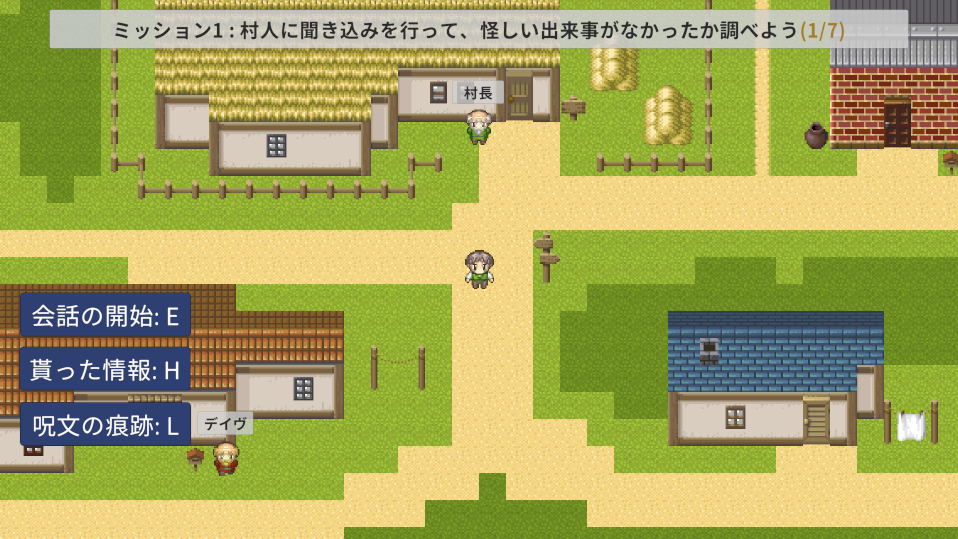 ミッション1 : 村人に聞き込みを行って、怪しい出来事がなかったか調べよう(1/7)
村長
会話の開始: E
貰った情報: H
呪文の痕跡: L
デイヴ